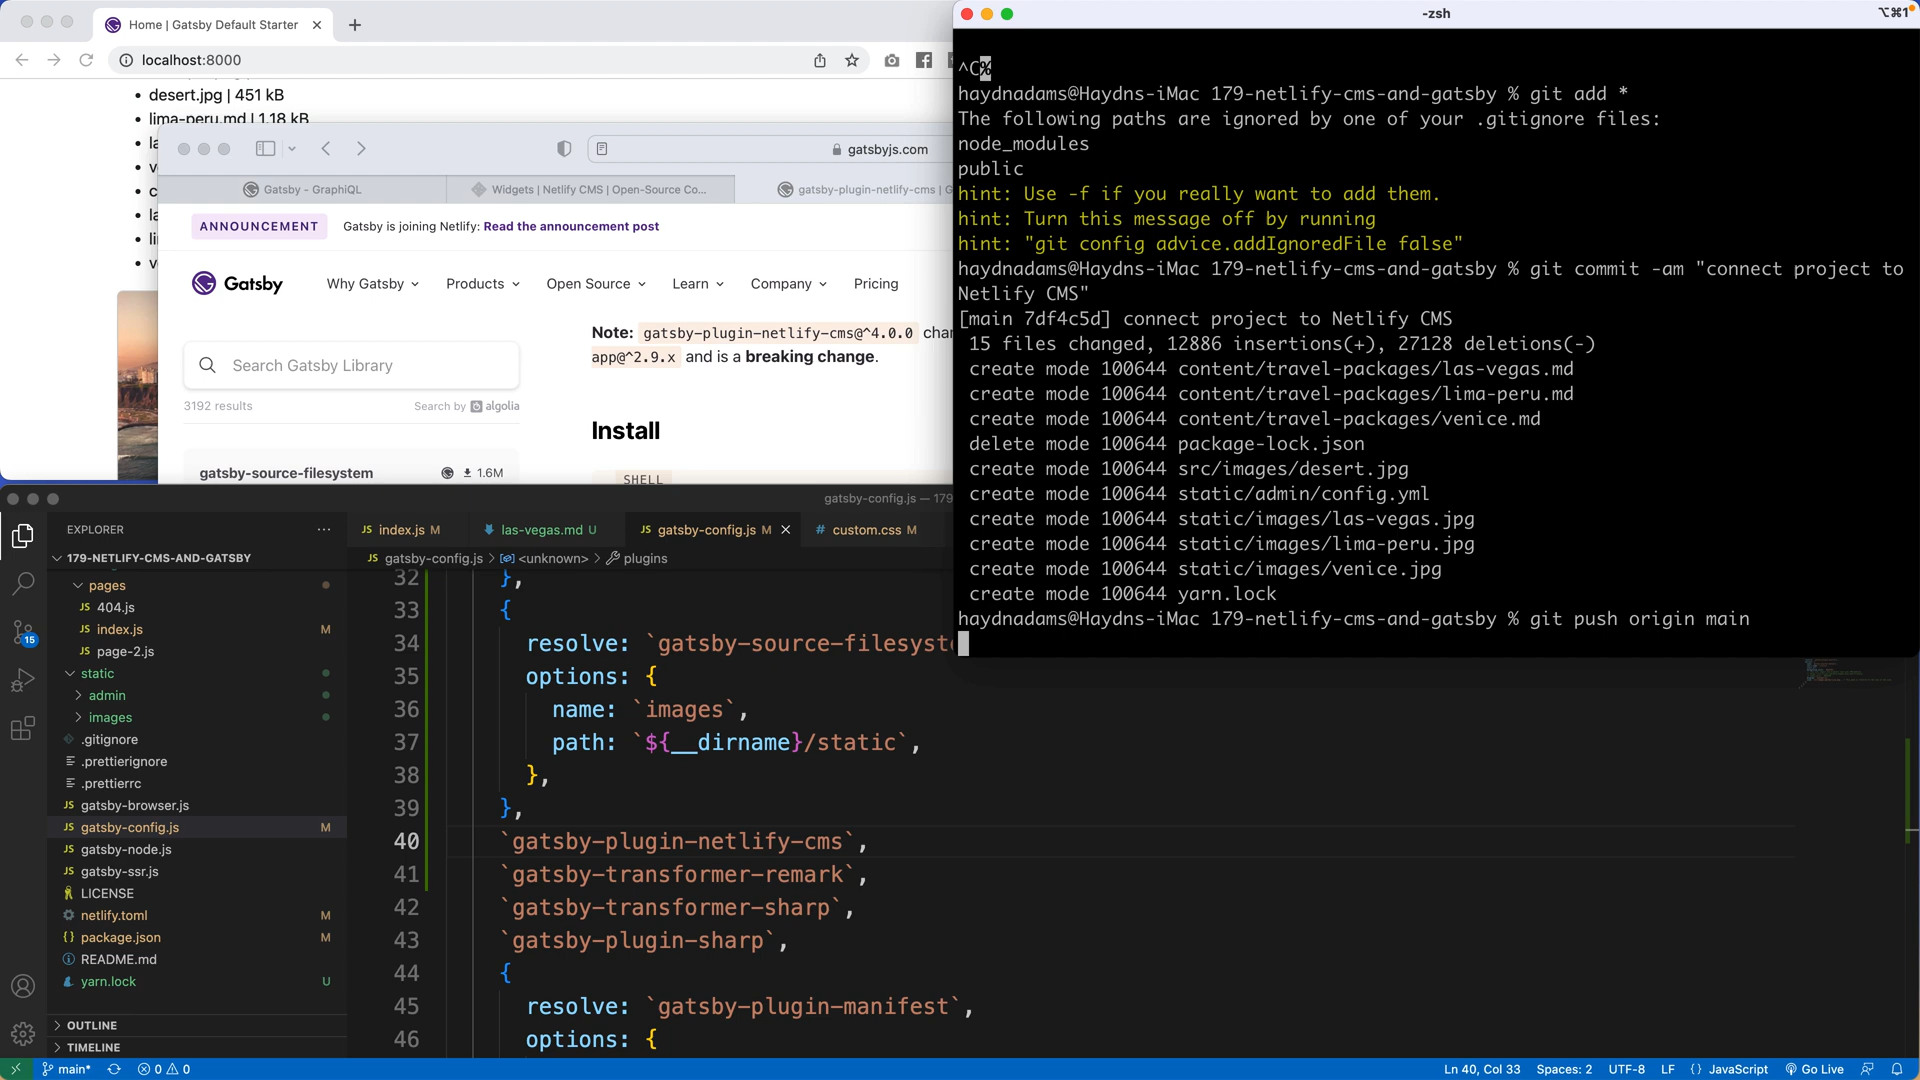 Home | Gatsby Default Starter
localhost:8000
desert.jpg | 451 kB
lima-peru.md | 1.18 kB
gatsbyjs.com
Gatsby - GraphiQL
Widgets | Netlify CMS | Open-Source Co...
gatsby-plugin-netlify-cms | G
ANNOUNCEMENT
Gatsby is joining Netlify: Read the announcement post
Gatsby
Why Gatsby
Products
Open Source
Learn
Company
Pricing
Note: gatsby-plugin-netlify-cms@^4.0.0 chan
app@^2.9.x and is a breaking change.
Search Gatsby Library
3192 results
Search by algolia
Install
gatsby-source-filesystem
1.6M
SHELL
-zsh
⌥⌘1
^C%
haydnadams@Haydns-iMac 179-netlify-cms-and-gatsby % git add *
The following paths are ignored by one of your .gitignore files:
node_modules
public
hint: Use -f if you really want to add them.
hint: Turn this message off by running
hint: "git config advice.addIgnoredFile false"
haydnadams@Haydns-iMac 179-netlify-cms-and-gatsby % git commit -am "connect project to
Netlify CMS"
[main 7df4c5d] connect project to Netlify CMS
15 files changed, 12886 insertions(+), 27128 deletions(-)
create mode 100644 content/travel-packages/las-vegas.md
create mode 100644 content/travel-packages/lima-peru.md
create mode 100644 content/travel-packages/venice.md
delete mode 100644 package-lock.json
create mode 100644 src/images/desert.jpg
create mode 100644 static/admin/config.yml
create mode 100644 static/images/las-vegas.jpg
create mode 100644 static/images/lima-peru.jpg
create mode 100644 static/images/venice.jpg
create mode 100644 yarn.lock
haydnadams@Haydns-iMac 179-netlify-cms-and-gatsby % git push origin main
gatsby-config.js — 179
EXPLORER
179-NETLIFY-CMS-AND-GATSBY
pages
JS 404.js
JS index.js M
JS page-2.js
static
admin
images
.gitignore
.prettierignore
.prettierrc
JS gatsby-browser.js
JS gatsby-config.js M
JS gatsby-node.js
JS gatsby-ssr.js
LICENSE
netlify.toml M
{} package.json M
README.md
yarn.lock U
OUTLINE
TIMELINE
15
JS index.js M
las-vegas.md U
JS gatsby-config.js M
# custom.css M
JS gatsby-config.js > <unknown> > plugins
32 },
33 {
34 resolve: `gatsby-source-filesyste
35 options: {
36 name: `images`,
37 path: `${__dirname}/static`,
38 },
39 },
40 `gatsby-plugin-netlify-cms`,
41 `gatsby-transformer-remark`,
42 `gatsby-transformer-sharp`,
43 `gatsby-plugin-sharp`,
44 {
45 resolve: `gatsby-plugin-manifest`,
46 options: {
main*
0 0
Ln 40, Col 33
Spaces: 2
UTF-8
LF
{} JavaScript
Go Live